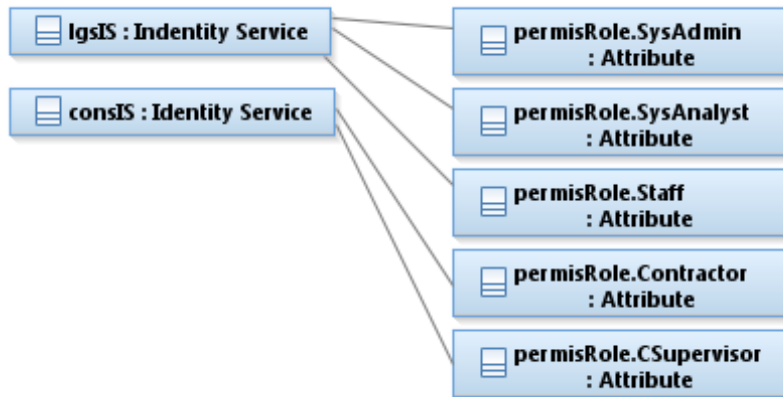 lgsIS : Indentity Service
consIS : Identity Service
permisRole.SysAdmin
: Attribute
permisRole.SysAnalyst
: Attribute
permisRole.Staff
: Attribute
permisRole.Contractor
: Attribute
permisRole.CSupervisor
: Attribute